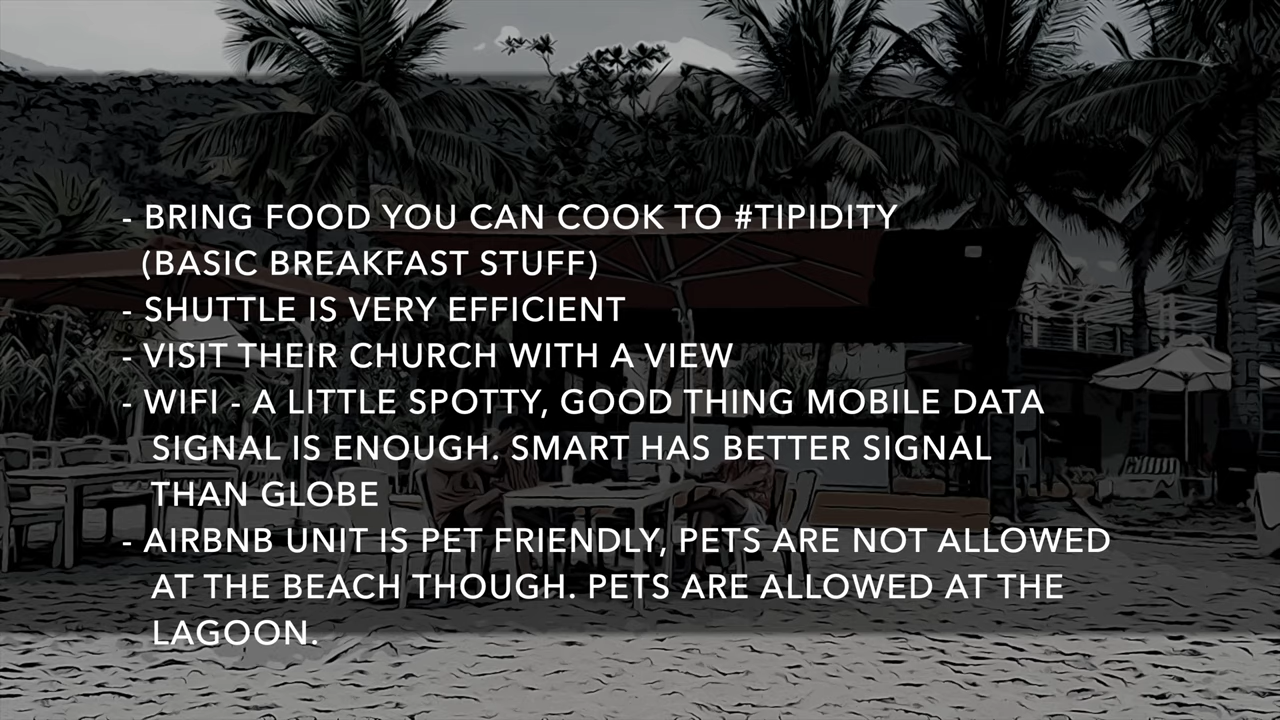 - BRING FOOD YOU CAN COOK TO #TIPIDITY
(BASIC BREAKFAST STUFF)
- SHUTTLE IS VERY EFFICIENT
- VISIT THEIR CHURCH WITH A VIEW
- WIFI - A LITTLE SPOTTY, GOOD THING MOBILE DATA
SIGNAL IS ENOUGH. SMART HAS BETTER SIGNAL
THAN GLOBE
- AIRBNB UNIT IS PET FRIENDLY, PETS ARE NOT ALLOWED
AT THE BEACH THOUGH. PETS ARE ALLOWED AT THE
LAGOON.